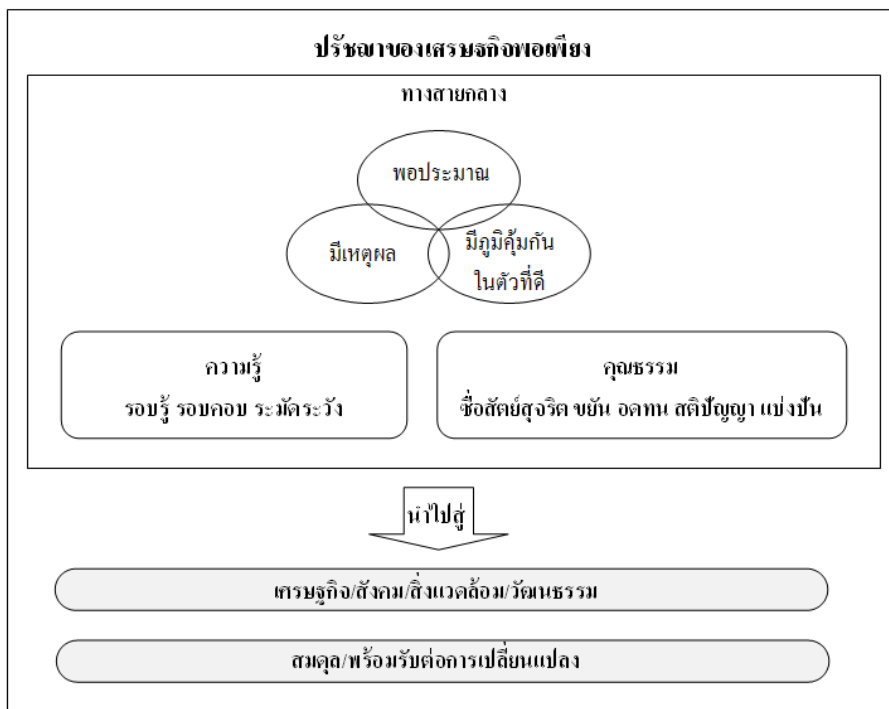 ปรัชญาของเศรษฐกิจพอเพียง
ทางสายกลาง
พอประมาณ
มีเหตุผล
มีภูมิคุ้มกัน
ในตัวที่ดี
ความรู้
รอบรู้ รอบคอบ ระมัดระวัง
คุณธรรม
ซื่อสัตย์สุจริต ขยัน อดทน สติปัญญา แบ่งปัน
นำไปสู่
เศรษฐกิจ/สังคม/สิ่งแวดล้อม/วัฒนธรรม
สมดุล/พร้อมรับต่อการเปลี่ยนแปลง